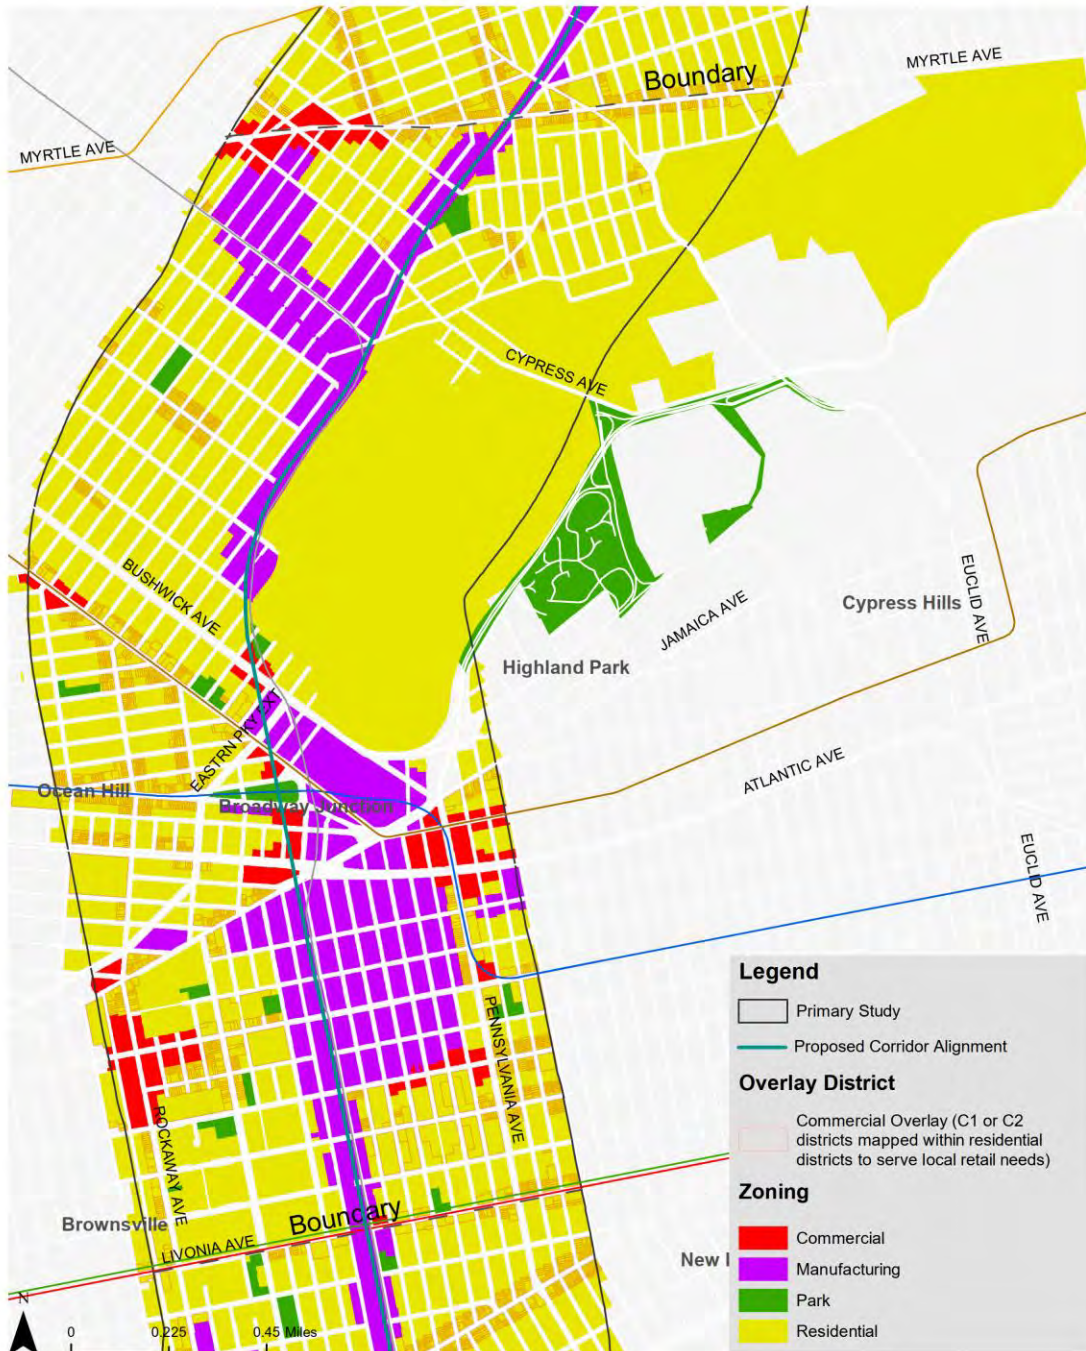 MYRTLE AVE
Boundary
MYRTLE AVE
CYPRESS AVE
BUSHWICK AVE
EUCLID AVE
Cypress Hills
JAMAICA AVE
Highland Park
EASTRN PKY EXT
ATLANTIC AVE
Ocean Hill
Broadway Junction
EUCLID AVE
PENNSYLVANIA AVE
ROCKAWAY AVE
Boundary
Brownsville
LIVONIA AVE
New
N
0 0.225 0.45 Miles
Legend
Primary Study
Proposed Corridor Alignment
Overlay District
Commercial Overlay (C1 or C2
districts mapped within residential
districts to serve local retail needs)
Zoning
Commercial
Manufacturing
Park
Residential